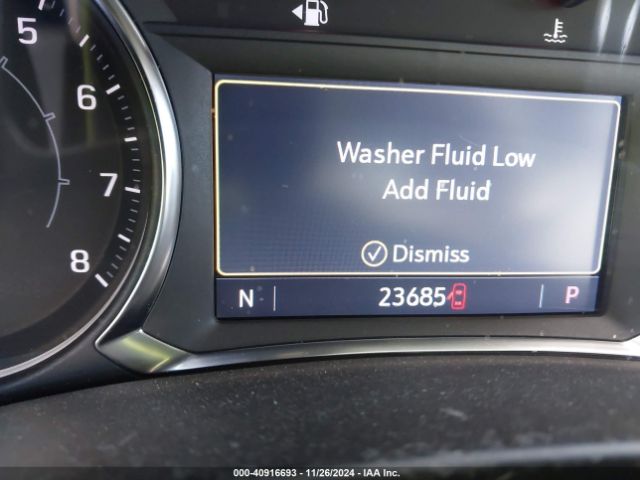 5
6
7
8
Washer Fluid Low
Add Fluid
Dismiss
N 23685 P
000-40916693 - 11/26/2024 - IAA Inc.